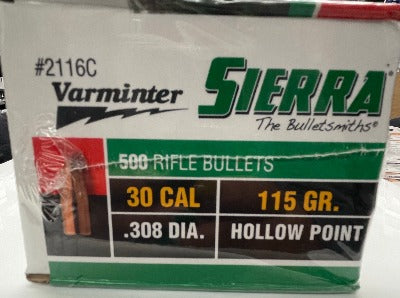 #2116C
Varminter
SIERRA
The Bulletsmiths®
500 RIFLE BULLETS
30 CAL 115 GR.
.308 DIA. HOLLOW POINT